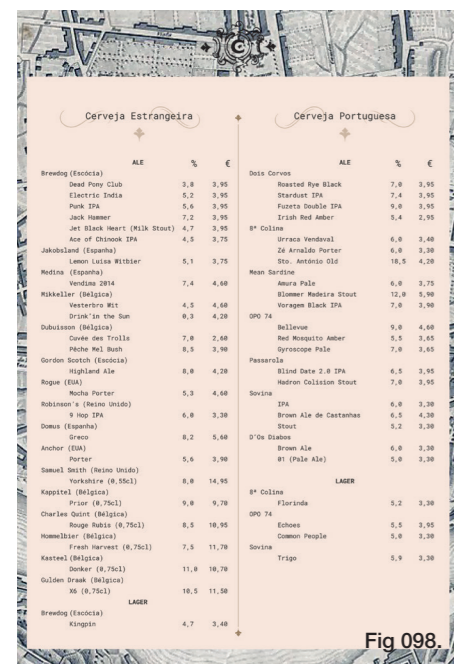 Cerveja Estrangeira
ALE % €
Brewdog (Escócia)
Dead Pony Club 3,8 3,95
Electric India 5,2 3,95
Punk IPA 5,6 3,95
Jack Hammer 7,2 3,95
Jet Black Heart (Milk Stout) 4,7 3,95
Ace of Chinook IPA 4,5 3,75
Jakobsland (Espanha)
Lemon Luisa Witbier 5,1 3,75
Medina (Espanha)
Vendima 2014 7,4 4,60
Mikkeller (Bélgica)
Vesterbro Wit 4,5 4,60
Drink'in the Sun 0,3 4,20
Dubuisson (Bélgica)
Cuvée des Trolls 7,0 2,60
Pêche Mel Bush 8,5 3,90
Gordon Scotch (Escócia)
Highland Ale 8,0 4,20
Rogue (EUA)
Mocha Porter 5,3 4,60
Robinson's (Reino Unido)
9 Hop IPA 6,0 3,30
Domus (Espanha)
Greco 8,2 5,60
Anchor (EUA)
Porter 5,6 3,90
Samuel Smith (Reino Unido)
Yorkshire (0,55cl) 8,0 14,95
Kappitel (Bélgica)
Prior (0,75cl) 9,0 9,70
Charles Quint (Bélgica)
Rouge Rubis (0,75cl) 8,5 10,95
Hommelbier (Bélgica)
Fresh Harvest (0,75cl) 7,5 11,70
Kasteel (Bélgica)
Donker (0,75cl) 11,0 10,70
Gulden Draak (Bélgica)
X6 (0,75cl) 10,5 11,50
LAGER
Brewdog (Escócia)
Kingpin 4,7 3,40
Cerveja Portuguesa
ALE % €
Dois Corvos
Roasted Rye Black 7,0 3,95
Stardust IPA 7,4 3,95
Fuzeta Double IPA 9,0 3,95
Irish Red Amber 5,4 2,95
8ª Colina
Urraca Vendaval 6,0 3,40
Zé Arnaldo Porter 6,0 3,30
Sto. António Old 10,5 4,20
Mean Sardine
Amura Pale 6,0 3,75
Blommer Madeira Stout 12,0 5,90
Voragem Black IPA 7,0 3,90
OPO 74
Bellevue 9,0 4,60
Red Mosquito Amber 5,5 3,65
Gyroscope Pale 7,0 3,65
Passarola
Blind Date 2.0 IPA 6,5 3,95
Hadron Colision Stout 7,0 3,95
Sovina
IPA 6,0 3,30
Brown Ale de Castanhas 6,5 4,30
Stout 5,2 3,30
D'Os Diabos
Brown Ale 6,0 3,30
01 (Pale Ale) 5,0 3,30
LAGER
8ª Colina
Florinda 5,2 3,30
OPO 74
Echoes 5,5 3,95
Common People 5,0 3,30
Sovina
Trigo 5,9 3,30
Fig 098.